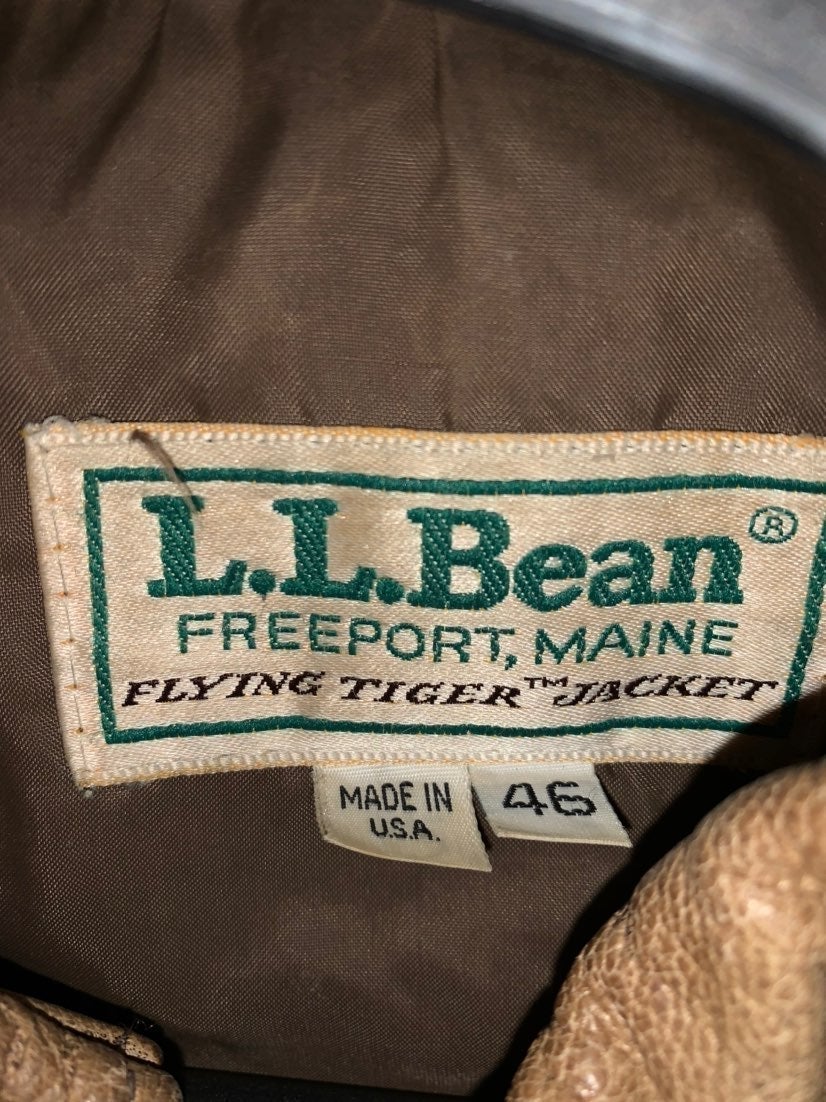 L.L.Bean®
FREEPORT, MAINE
FLYING TIGER™ JACKET
MADE IN
U.S.A.
46